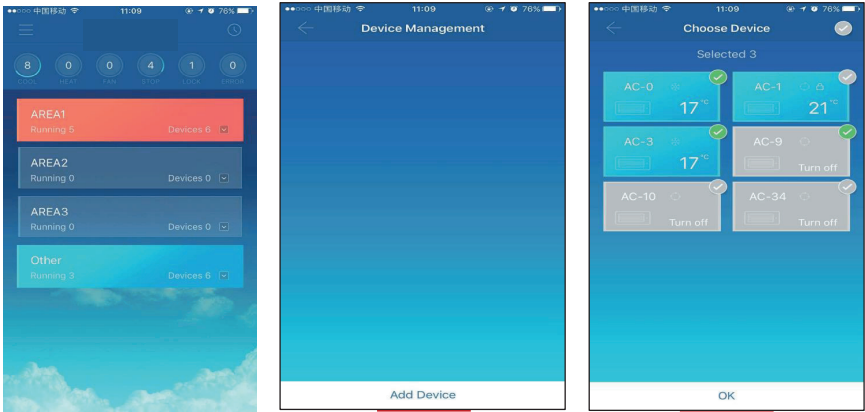 中国移动 11:09 76%
8 0 0 4 1 0
COOL HEAT FAN STOP LOCK ERROR
AREA1
Running 5 Devices 6
AREA2
Running 0 Devices 0
AREA3
Running 0 Devices 0
Other
Running 3 Devices 6
中国移动 11:09 76%
Device Management
Add Device
中国移动 11:09 76%
Choose Device
Selected 3
AC-0 AC-1
17°C 21°C
AC-3 AC-9
17°C Turn off
AC-10 AC-34
Turn off Turn off
OK